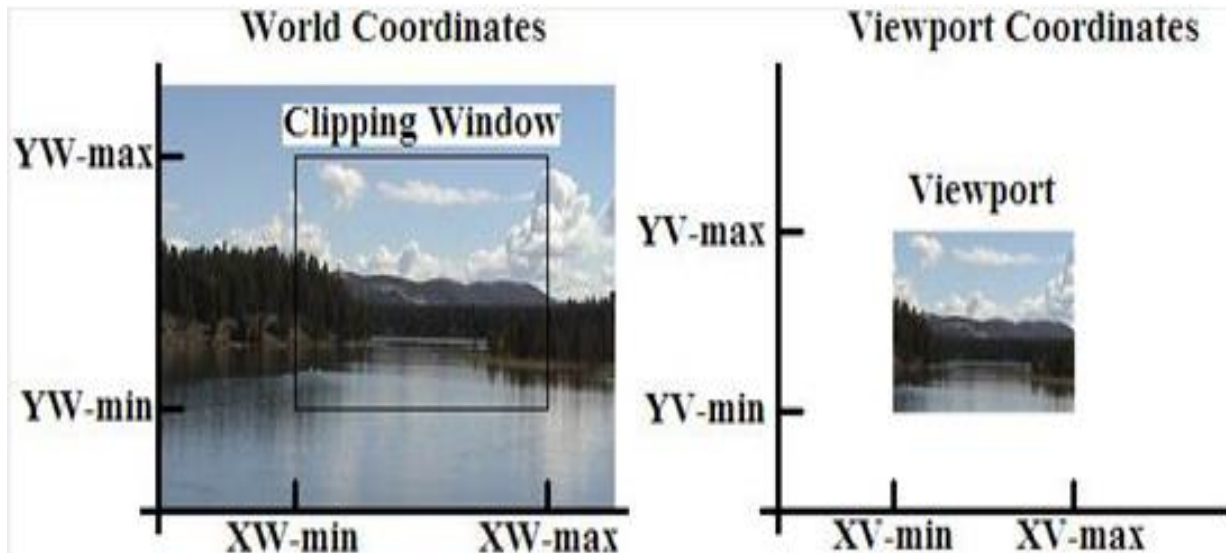 World Coordinates
Clipping Window
YW-max
YW-min
XW-min
XW-max
Viewport Coordinates
Viewport
YV-max
YV-min
XV-min
XV-max